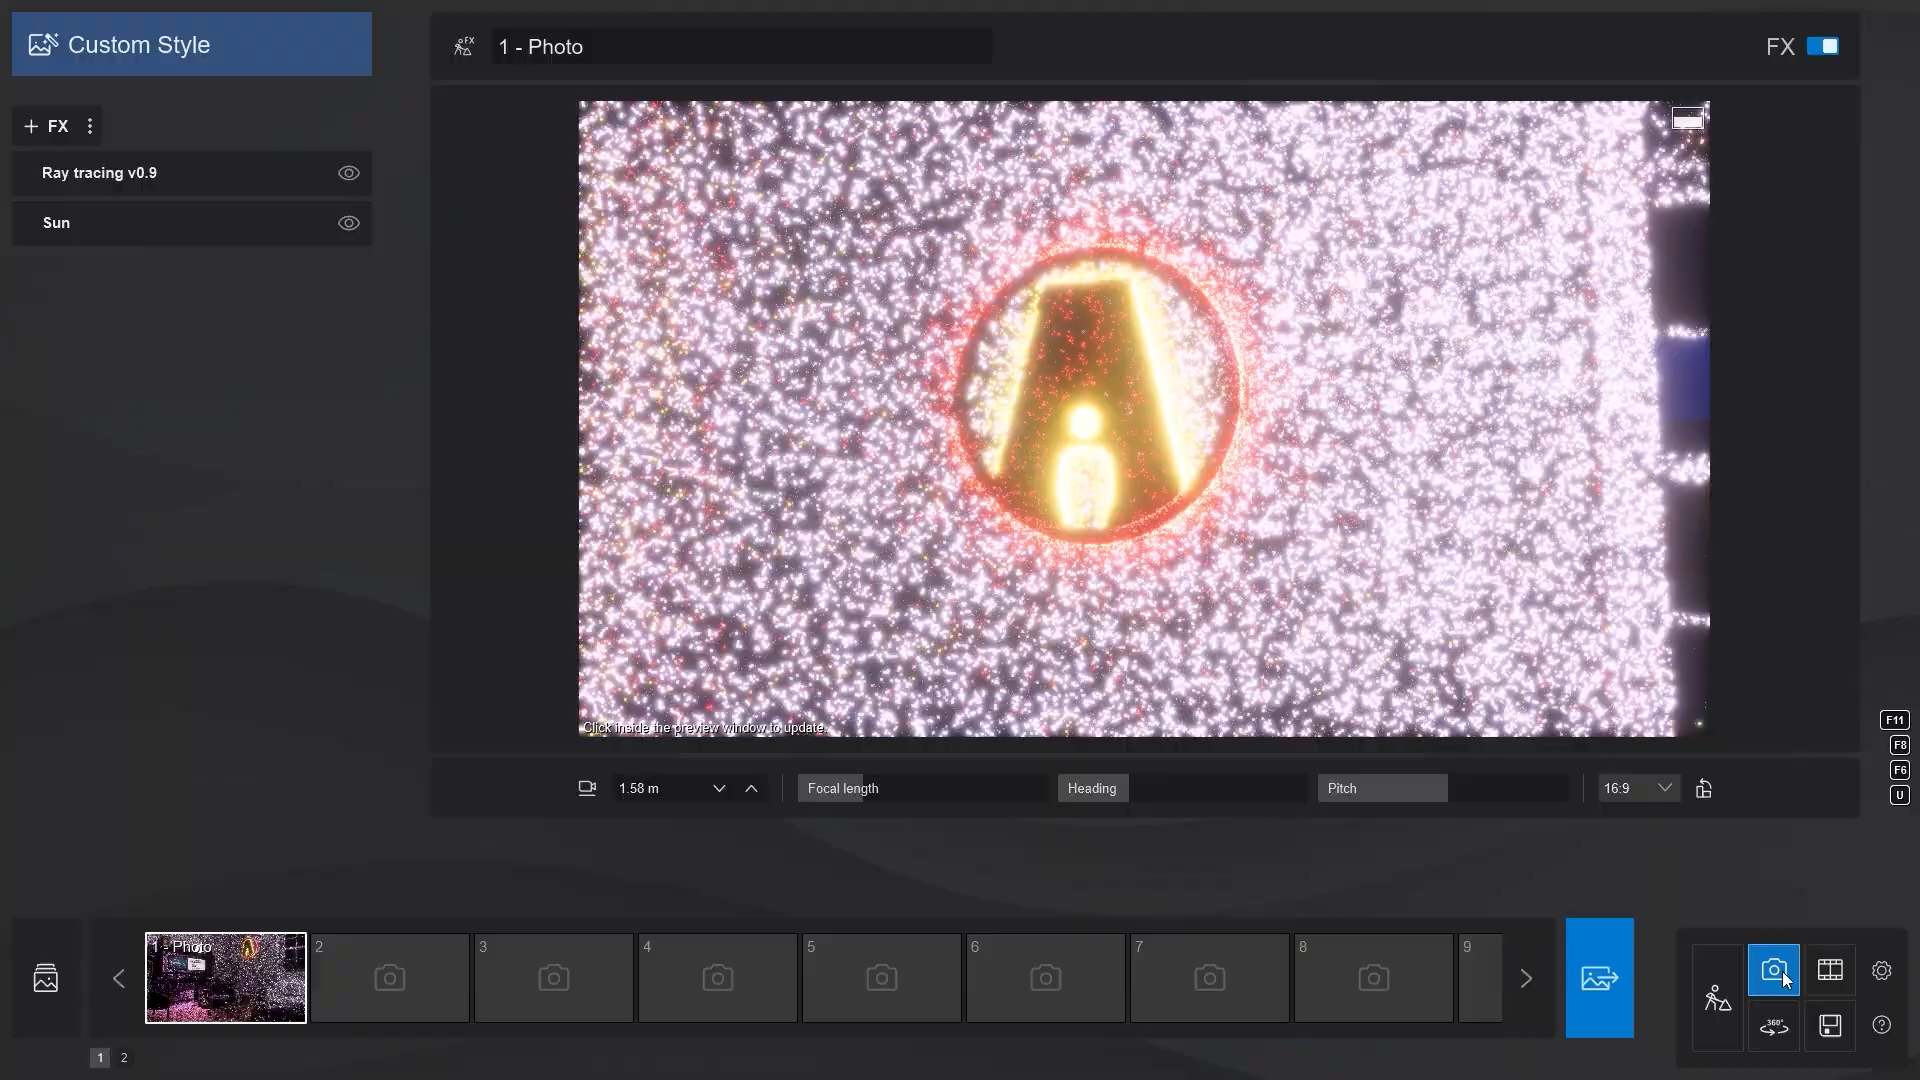 Custom Style
FX
1 - Photo
FX
FX
Ray tracing v0.9
Sun
Click inside the preview window to update.
F11
F8
F6
U
1.58 m
Focal length
Heading
Pitch
16:9
1 - Photo
2
3
4
5
6
7
8
9
360°
1
2